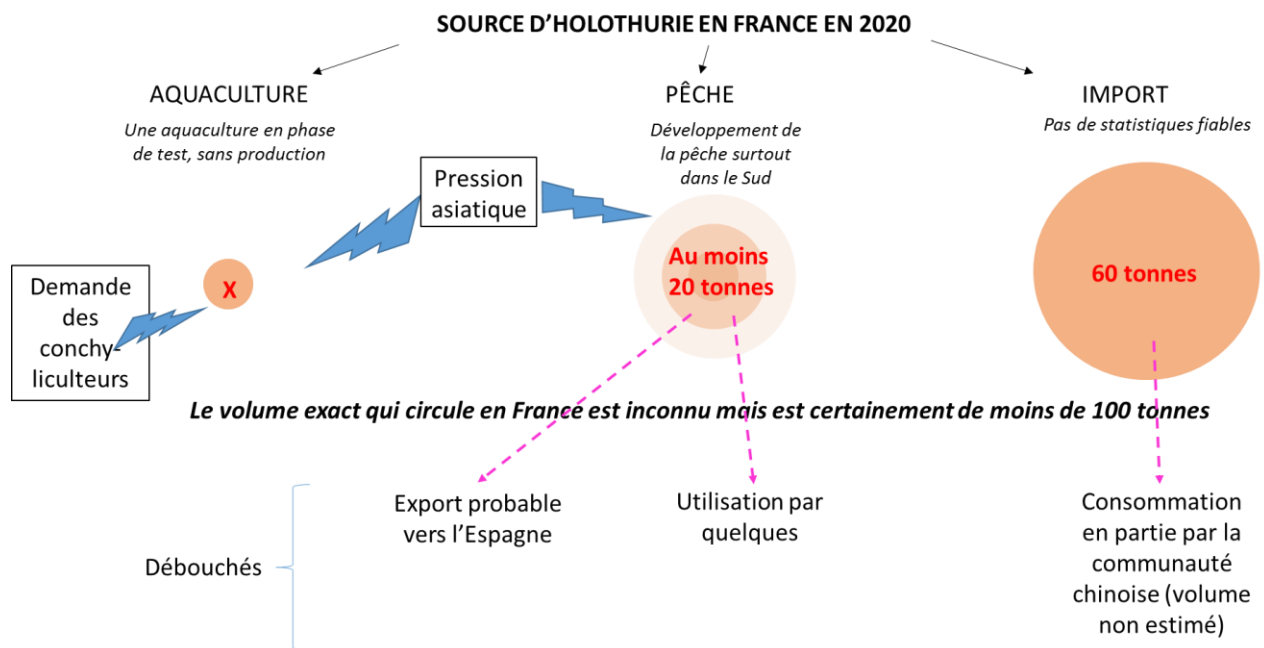 SOURCE D'HOLOTHURIE EN FRANCE EN 2020
AQUACULTURE
Une aquaculture en phase
de test, sans production
PÊCHE
Développement de
la pêche surtout
dans le Sud
IMPORT
Pas de statistiques fiables
Pression
asiatique
Demande
des
conchy-
liculteurs
X
Au moins
20 tonnes
60 tonnes
Le volume exact qui circule en France est inconnu mais est certainement de moins de 100 tonnes
Débouchés
Export probable
vers l'Espagne
Utilisation par
quelques
Consommation
en partie par la
communauté
chinoise (volume
non estimé)